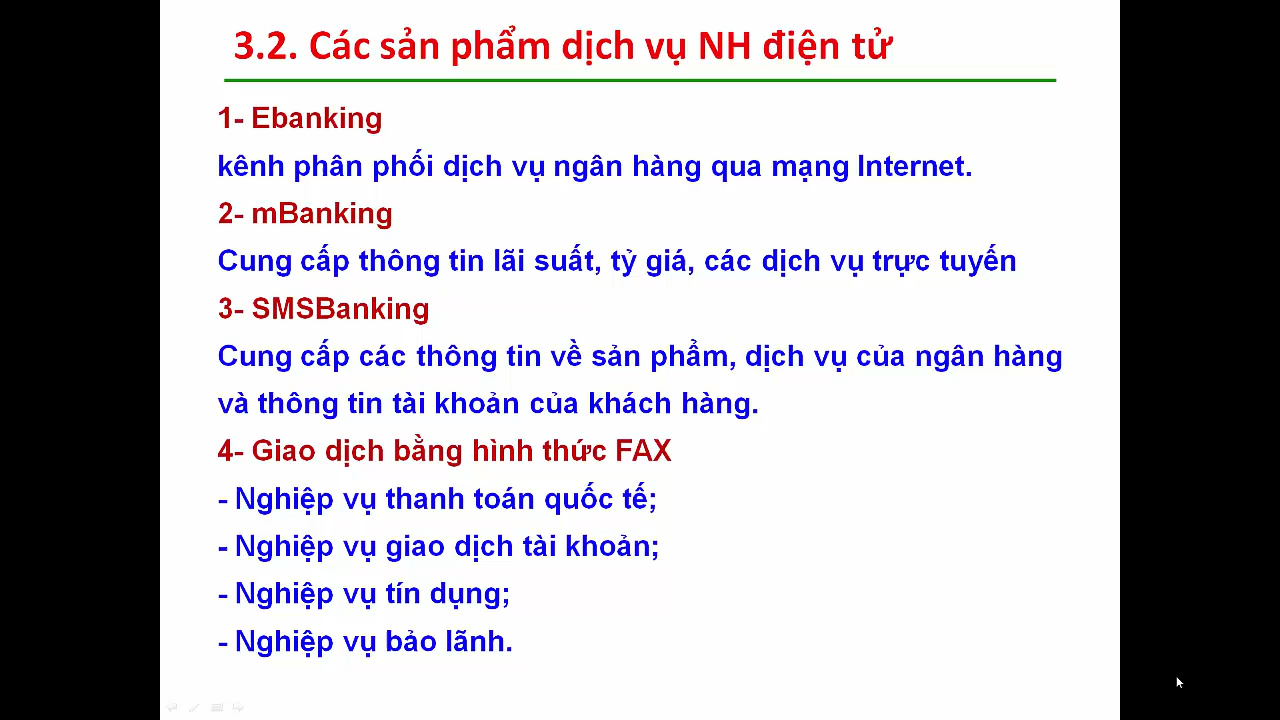 3.2. Các sản phẩm dịch vụ NH điện tử
1- Ebanking
kênh phân phối dịch vụ ngân hàng qua mạng Internet.
2- mBanking
Cung cấp thông tin lãi suất, tỷ giá, các dịch vụ trực tuyến
3- SMSBanking
Cung cấp các thông tin về sản phẩm, dịch vụ của ngân hàng
và thông tin tài khoản của khách hàng.
4- Giao dịch bằng hình thức FAX
- Nghiệp vụ thanh toán quốc tế;
- Nghiệp vụ giao dịch tài khoản;
- Nghiệp vụ tín dụng;
- Nghiệp vụ bảo lãnh.